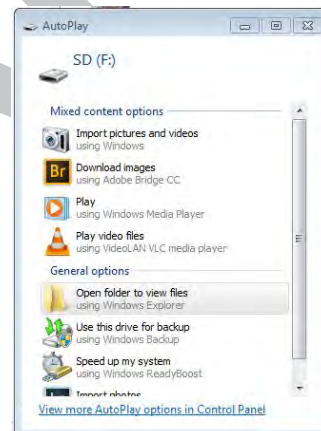 AutoPlay
SD (F:)
Mixed content options
Import pictures and videos
using Windows
Br
Download images
using Adobe Bridge CC
Play
using Windows Media Player
Play video files
using VideoLAN VLC media player
General options
Open folder to view files
using Windows Explorer
Use this drive for backup
using Windows Backup
Speed up my system
using Windows ReadyBoost
Import photos
View more AutoPlay options in Control Panel